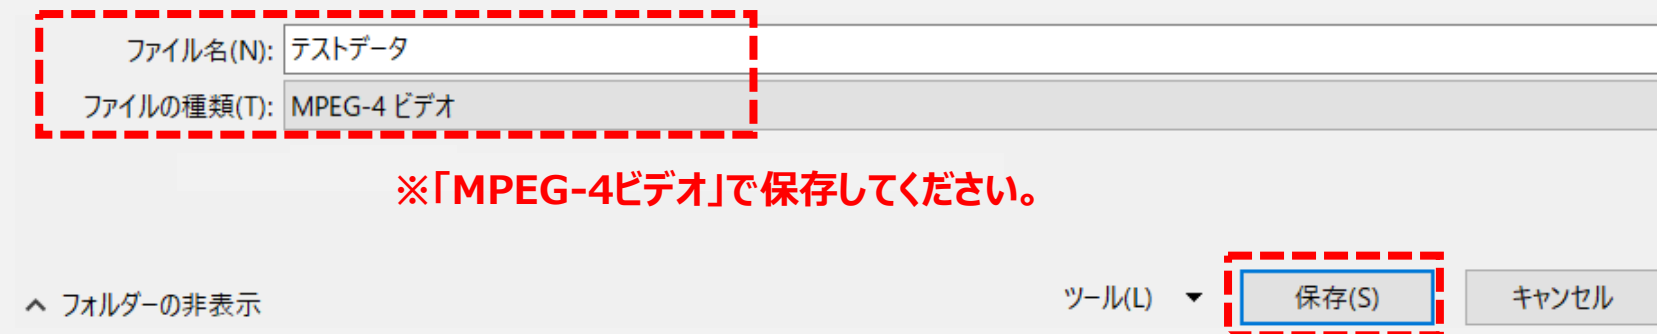 ファイル名(N): テストデータ
ファイルの種類(T): MPEG-4 ビデオ
※「MPEG-4ビデオ」で保存してください。
フォルダーの非表示 ツール(L) 保存(S) キャンセル